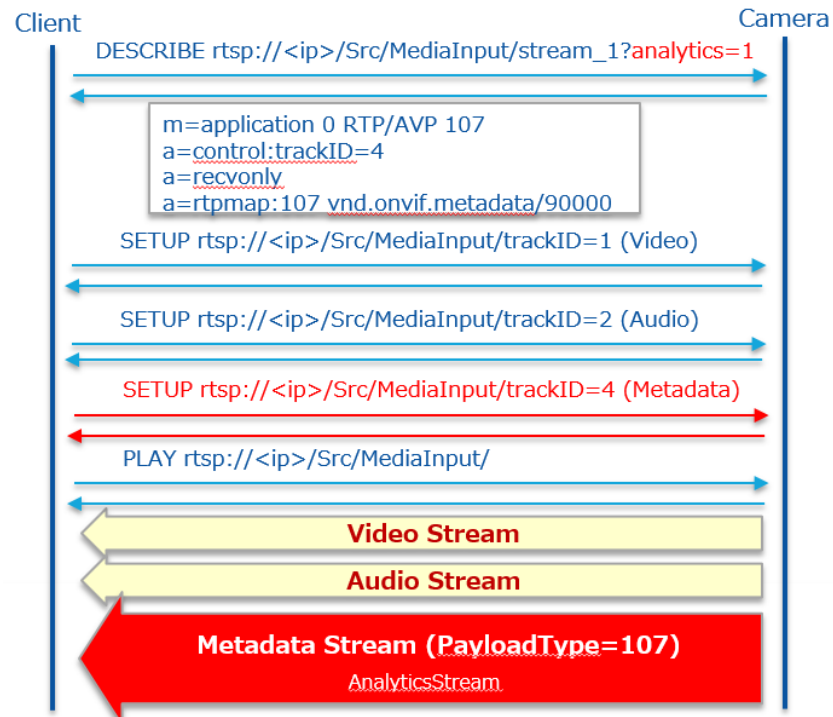 Client
Camera
DESCRIBE rtsp://<ip>/Src/MediaInput/stream_1?analytics=1
m=application 0 RTP/AVP 107
a=control:trackID=4
a=recvonly
a=rtpmap:107 vnd.onvif.metadata/90000
SETUP rtsp://<ip>/Src/MediaInput/trackID=1 (Video)
SETUP rtsp://<ip>/Src/MediaInput/trackID=2 (Audio)
SETUP rtsp://<ip>/Src/MediaInput/trackID=4 (Metadata)
PLAY rtsp://<ip>/Src/MediaInput/
Video Stream
Audio Stream
Metadata Stream (PayloadType=107)
AnalyticsStream